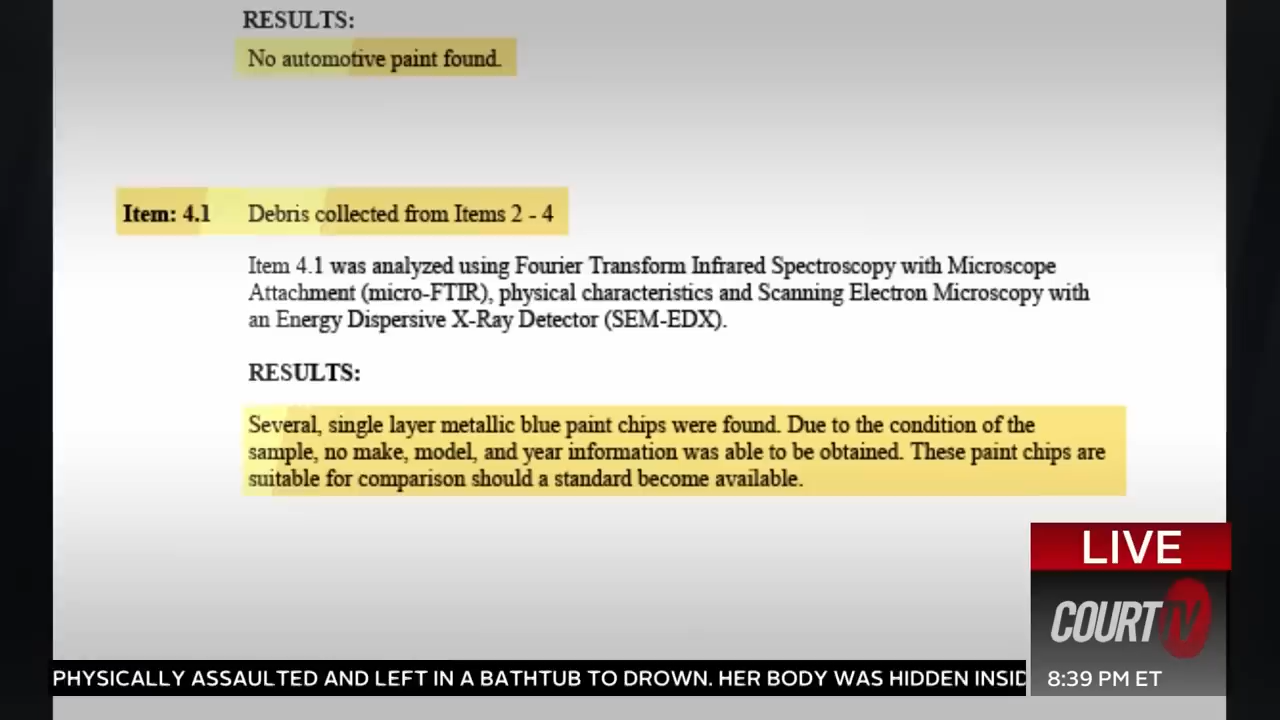 RESULTS:
No automotive paint found.
Item: 4.1 Debris collected from Items 2 - 4
Item 4.1 was analyzed using Fourier Transform Infrared Spectroscopy with Microscope
Attachment (micro-FTIR), physical characteristics and Scanning Electron Microscopy with
an Energy Dispersive X-Ray Detector (SEM-EDX).
RESULTS:
Several, single layer metallic blue paint chips were found. Due to the condition of the
sample, no make, model, and year information was able to be obtained. These paint chips are
suitable for comparison should a standard become available.
LIVE
COURT TV
PHYSICALLY ASSAULTED AND LEFT IN A BATHTUB TO DROWN. HER BODY WAS HIDDEN INSID
8:39 PM ET